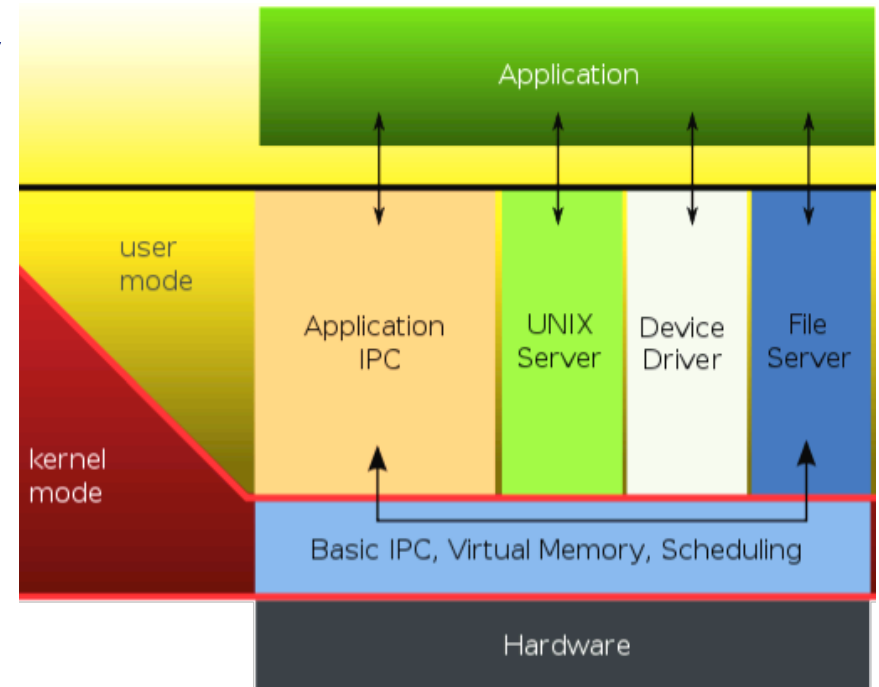 Application
user
mode
Application
IPC
UNIX
Server
Device
Driver
File
Server
kernel
mode
Basic IPC, Virtual Memory, Scheduling
Hardware